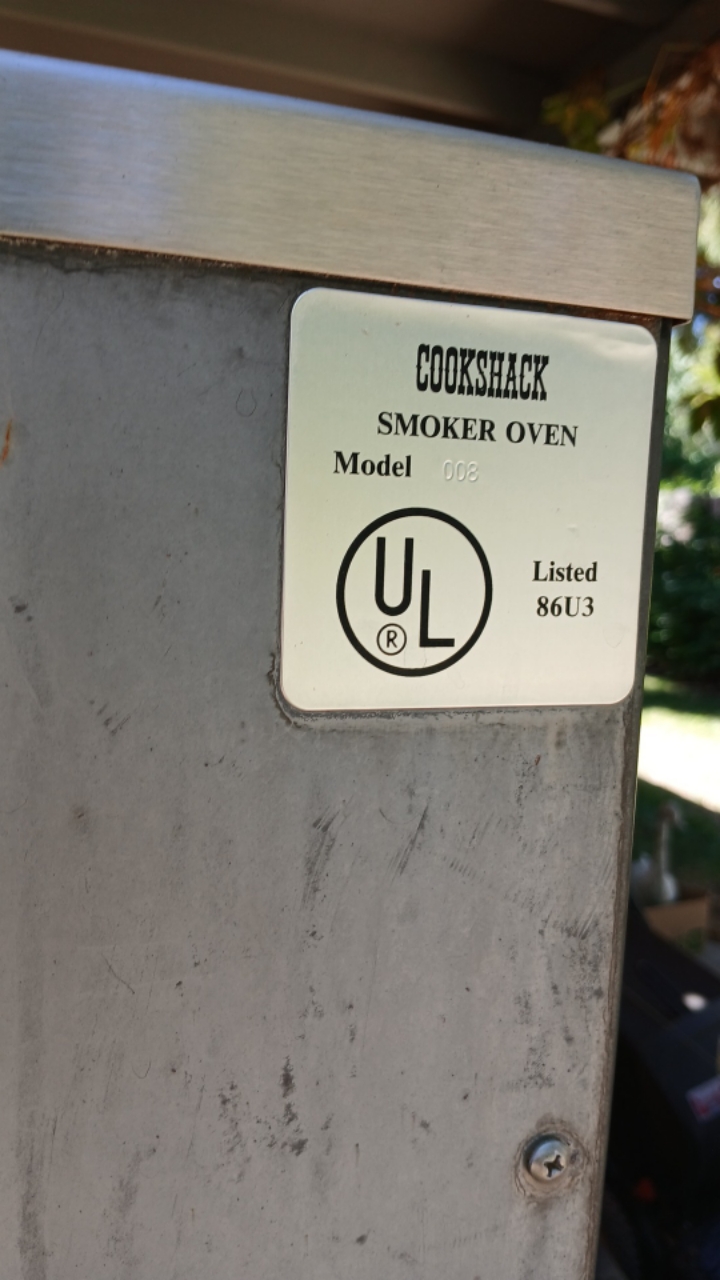 COOKSHACK
SMOKER OVEN
Model 008
UL
®
Listed
86U3